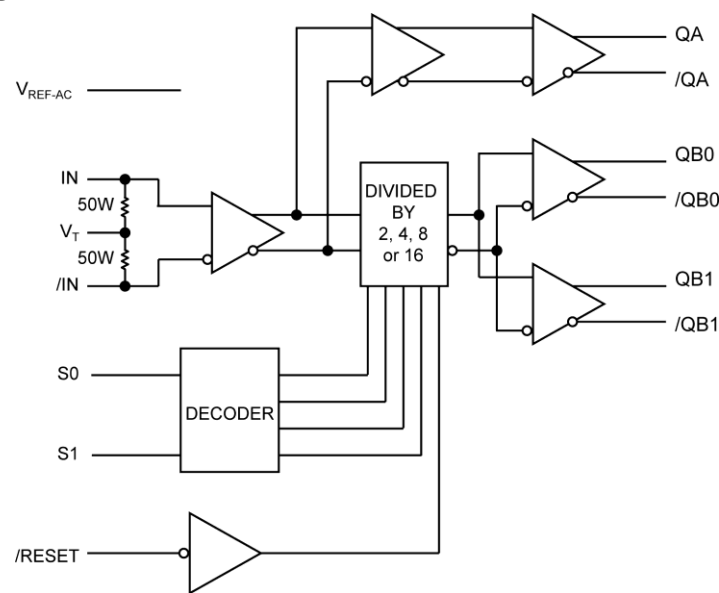 QA
/QA
VREF-AC
IN
50W
VT
50W
/IN
DIVIDED
BY
2, 4, 8
or 16
QB0
/QB0
QB1
/QB1
S0
DECODER
S1
/RESET